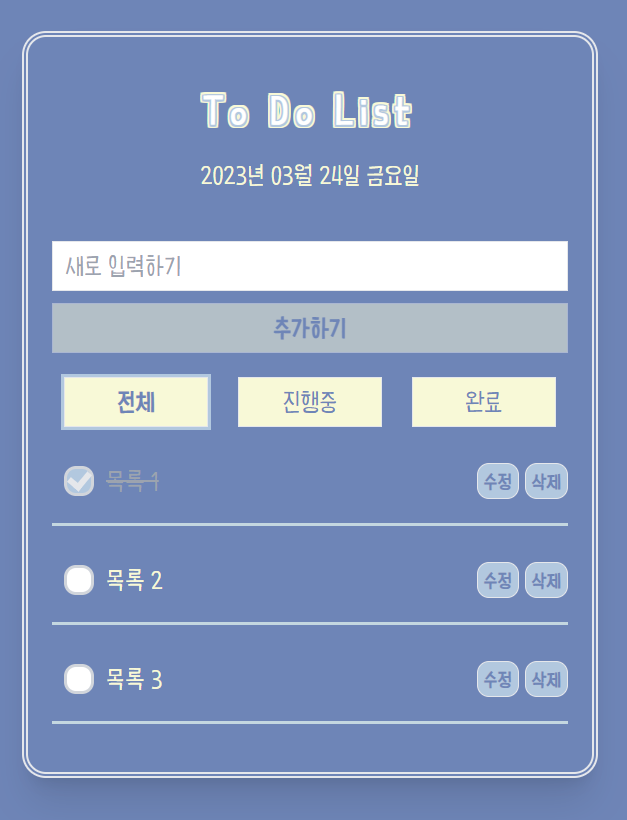 To Do List
2023년 03월 24일 금요일
새로 입력하기
추가하기
전체 진행중 완료
목록 1 수정 삭제
목록 2 수정 삭제
목록 3 수정 삭제